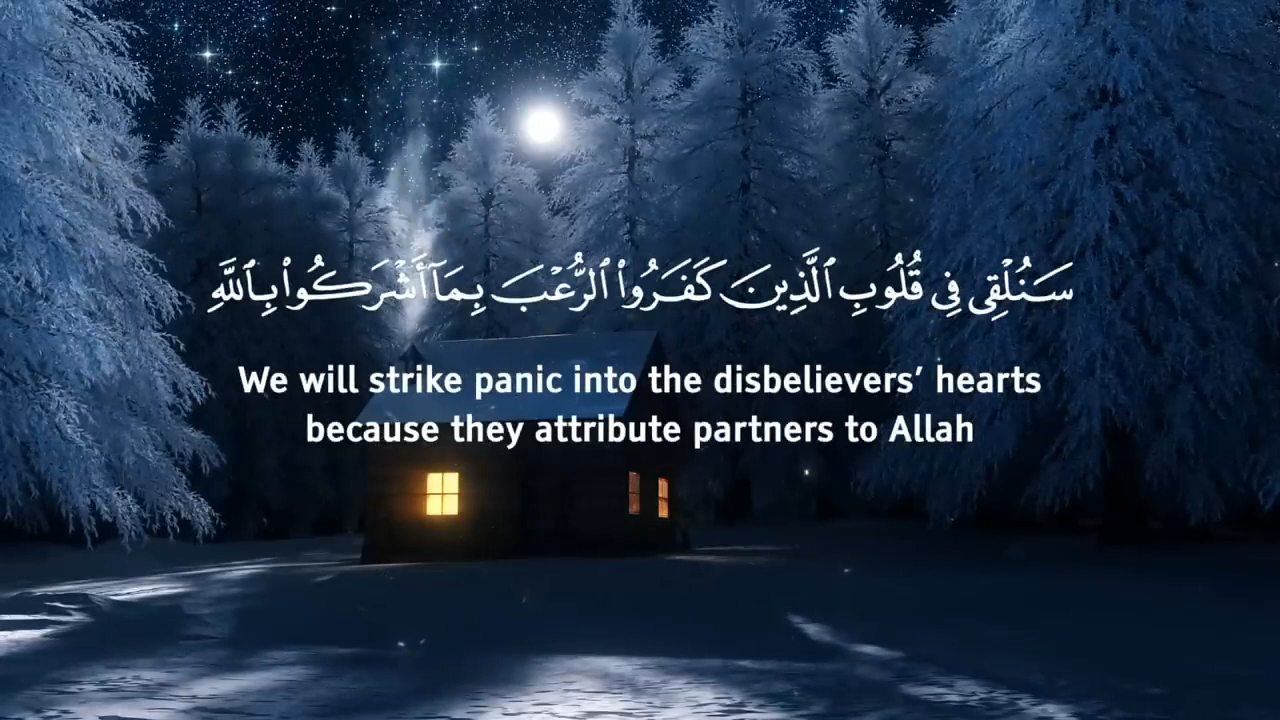 سَنُلْقِى فِى قُلُوبِ ٱلَّذِينَ كَفَرُوا۟ ٱلرُّعْبَ بِمَآ أَشْرَكُوا۟ بِٱللَّهِ
We will strike panic into the disbelievers’ hearts
because they attribute partners to Allah